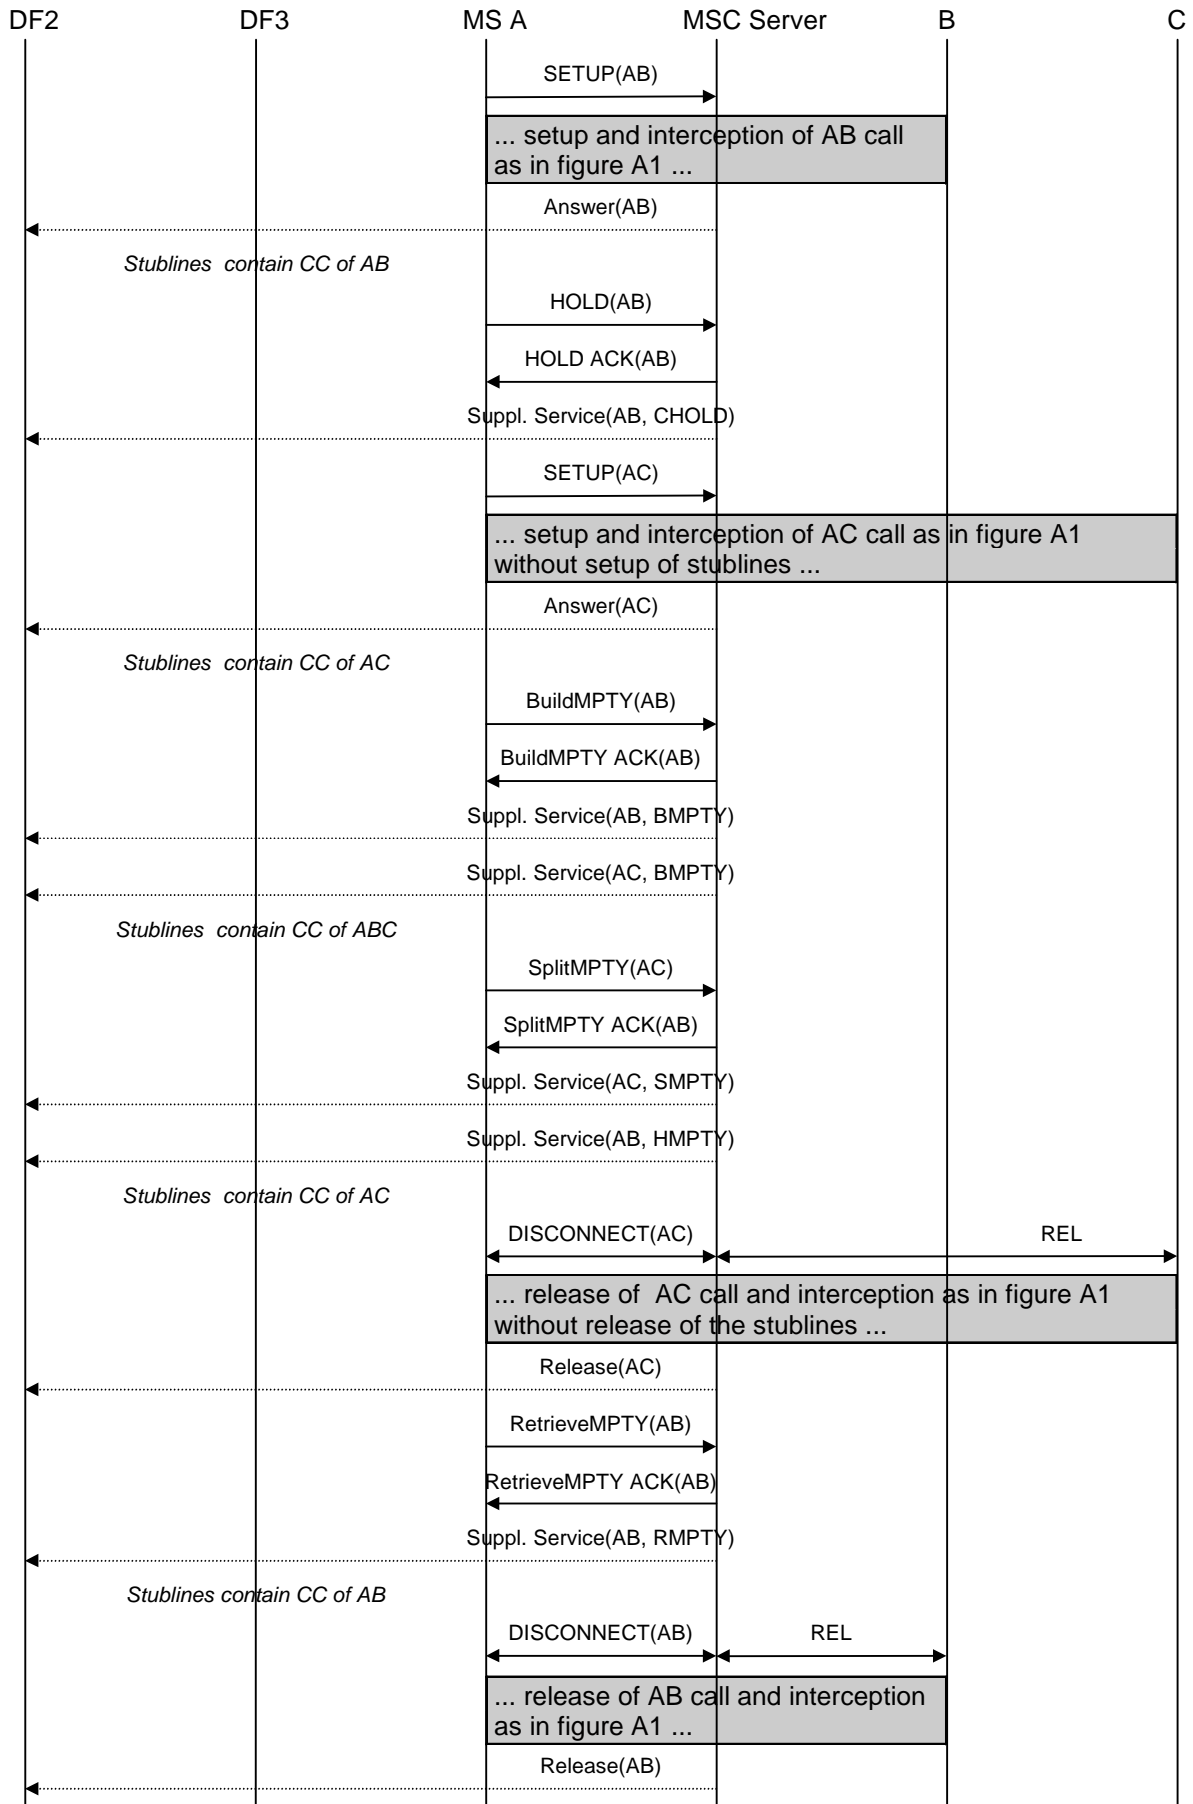 DF2 DF3 MS A MSC Server B C
SETUP(AB)
... setup and interception of AB call
as in figure A1 ...
Answer(AB)
Stublines contain CC of AB
HOLD(AB)
HOLD ACK(AB)
Suppl. Service(AB, CHOLD)
SETUP(AC)
... setup and interception of AC call as in figure A1
without setup of stublines ...
Answer(AC)
Stublines contain CC of AC
BuildMPTY(AB)
BuildMPTY ACK(AB)
Suppl. Service(AB, BMPTY)
Suppl. Service(AC, BMPTY)
Stublines contain CC of ABC
SplitMPTY(AC)
SplitMPTY ACK(AB)
Suppl. Service(AC, SMPTY)
Suppl. Service(AB, HMPTY)
Stublines contain CC of AC
DISCONNECT(AC) REL
... release of AC call and interception as in figure A1
without release of the stublines ...
Release(AC)
RetrieveMPTY(AB)
RetrieveMPTY ACK(AB)
Suppl. Service(AB, RMPTY)
Stublines contain CC of AB
DISCONNECT(AB) REL
... release of AB call and interception
as in figure A1 ...
Release(AB)